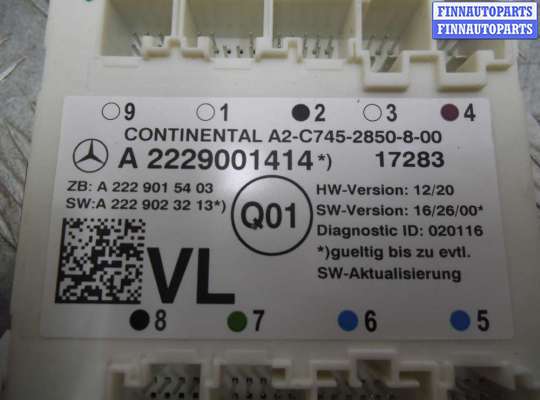 FINNAUTOPARTS
FINNAUTOPARTS
9 1 2 3 4
CONTINENTAL A2-C745-2850-8-00
A 2229001414*) 17283
ZB: A 222 901 54 03
SW:A 222 902 32 13*)
Q01
HW-Version: 12/20
SW-Version: 16/26/00*
Diagnostic ID: 020116
*)gueltig bis zu evtl.
SW-Aktualisierung
VL
8 7 6 5